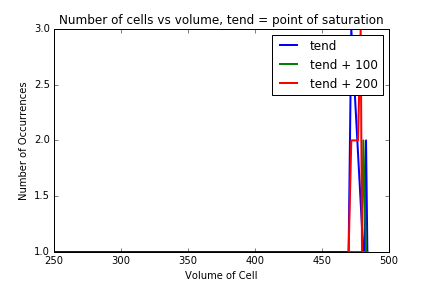 Number of cells vs volume, tend = point of saturation
3.0
2.5
2.0
1.5
1.0
Number of Occurrences
tend
tend + 100
tend + 200
250
300
350
400
450
500
Volume of Cell